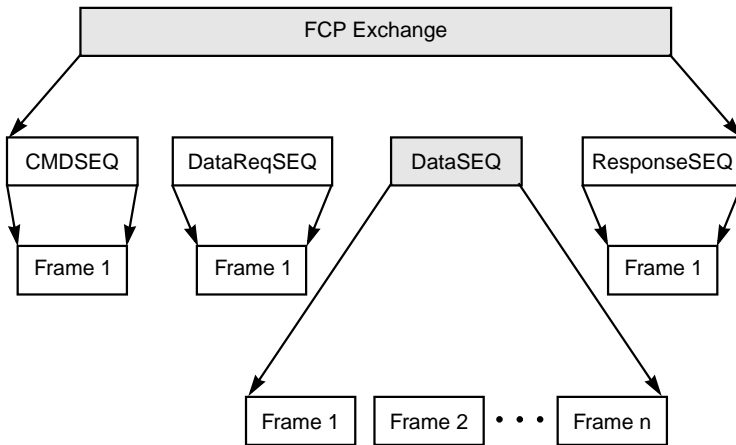 FCP Exchange
CMDSEQ
DataReqSEQ
DataSEQ
ResponseSEQ
Frame 1
Frame 1
Frame 1
Frame 1
Frame 2
• • •
Frame n